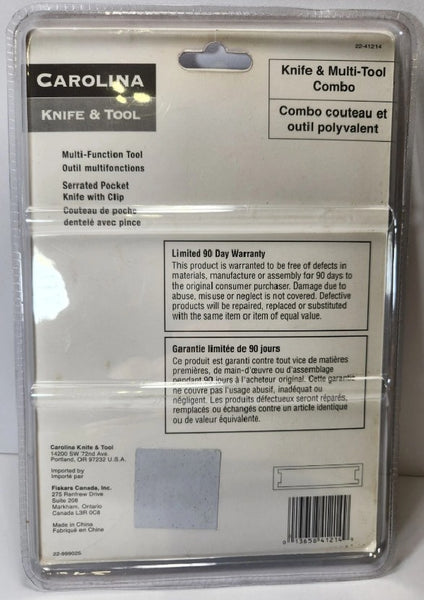 22-41214
CAROLINA
KNIFE & TOOL
Knife & Multi-Tool
Combo
Combo couteau et
outil polyvalent
Multi-Function Tool
Outil multifonctions
Serrated Pocket
Knife with Clip
Couteau de poche
dentelé avec pince
Limited 90 Day Warranty
This product is warranted to be free of defects in
materials, manufacture or assembly for 90 days to
the original consumer purchaser. Damage due to
abuse, misuse or neglect is not covered. Defective
products will be repaired, replaced or substituted
with the same item or item of equal value.
Garantie limitée de 90 jours
Ce produit est garanti contre tout vice de matières
premières, de main-d'œuvre ou d'assemblage
pendant 90 jours à l'acheteur original. Cette garantie
ne couvre pas l'usage abusif, inadéquat ou
négligent. Les produits défectueux seront réparés,
remplacés ou échangés contre un article identique
ou de valeur équivalente.
Carolina Knife & Tool
14200 SW 72nd Ave.
Portland, OR 97232 U.S.A.
Imported by
Importé par
Fiskars Canada, Inc.
275 Renfrew Drive
Suite 208
Markham, Ontario
Canada L3R 0C8
Made in China
Fabriqué en Chine
22-999025
0 13658 41214